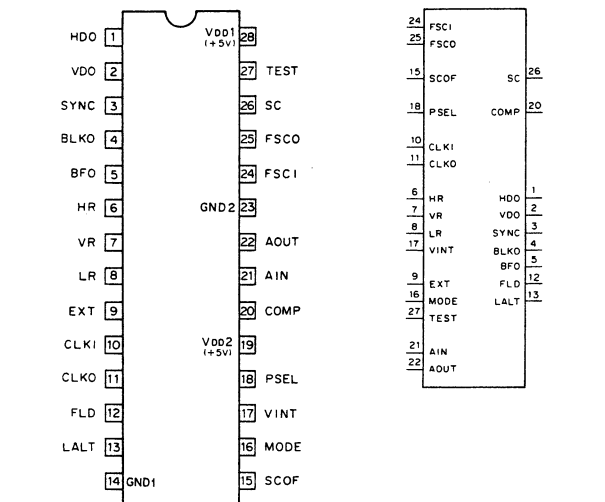 HDO 1
VDD1
(+5V)
28
VDO 2
27 TEST
SYNC 3
26 SC
BLKO 4
25 FSCO
BFO 5
24 FSCI
HR 6
GND2 23
VR 7
22 AOUT
LR 8
21 AIN
EXT 9
20 COMP
CLKI 10
VDD2
(+5V)
19
CLKO 11
18 PSEL
FLD 12
17 VINT
LALT 13
16 MODE
14 GND1
15 SCOF
24 FSCI
25 FSCO
15 SCOF
SC 26
18 PSEL
COMP 20
10 CLKI
11 CLKO
6 HR
HDO 1
7 VR
VDO 2
8 LR
SYNC 3
17 VINT
BLKO 4
BFO 5
9 EXT
FLD 12
16 MODE
LALT 13
27 TEST
21 AIN
22 AOUT